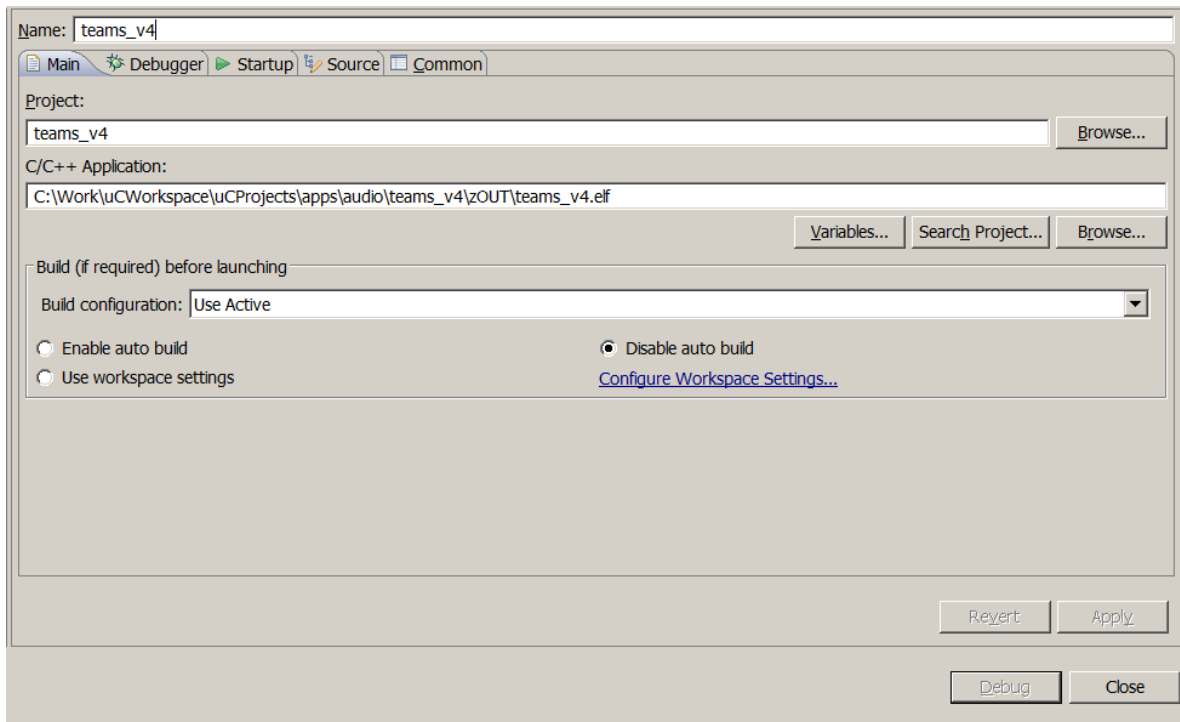 Name: teams_v4
Main Debugger Startup Source Common
Project:
teams_v4 Browse...
C/C++ Application:
C:\Work\uCWorkspace\uCProjects\apps\audio\teams_v4\zOUT\teams_v4.elf
Variables... Search Project... Browse...
Build (if required) before launching
Build configuration: Use Active
Enable auto build Disable auto build
Use workspace settings Configure Workspace Settings...
Revert Apply
Debug Close